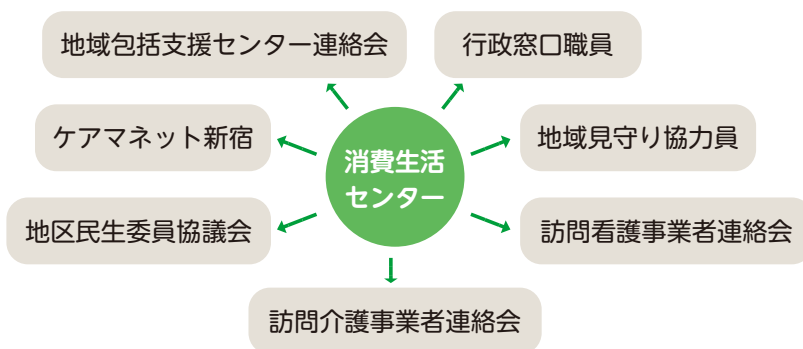 地域包括支援センター連絡会
行政窓口職員
ケアマネット新宿
消費生活
センター
地域見守り協力員
地区民生委員協議会
訪問看護事業者連絡会
訪問介護事業者連絡会